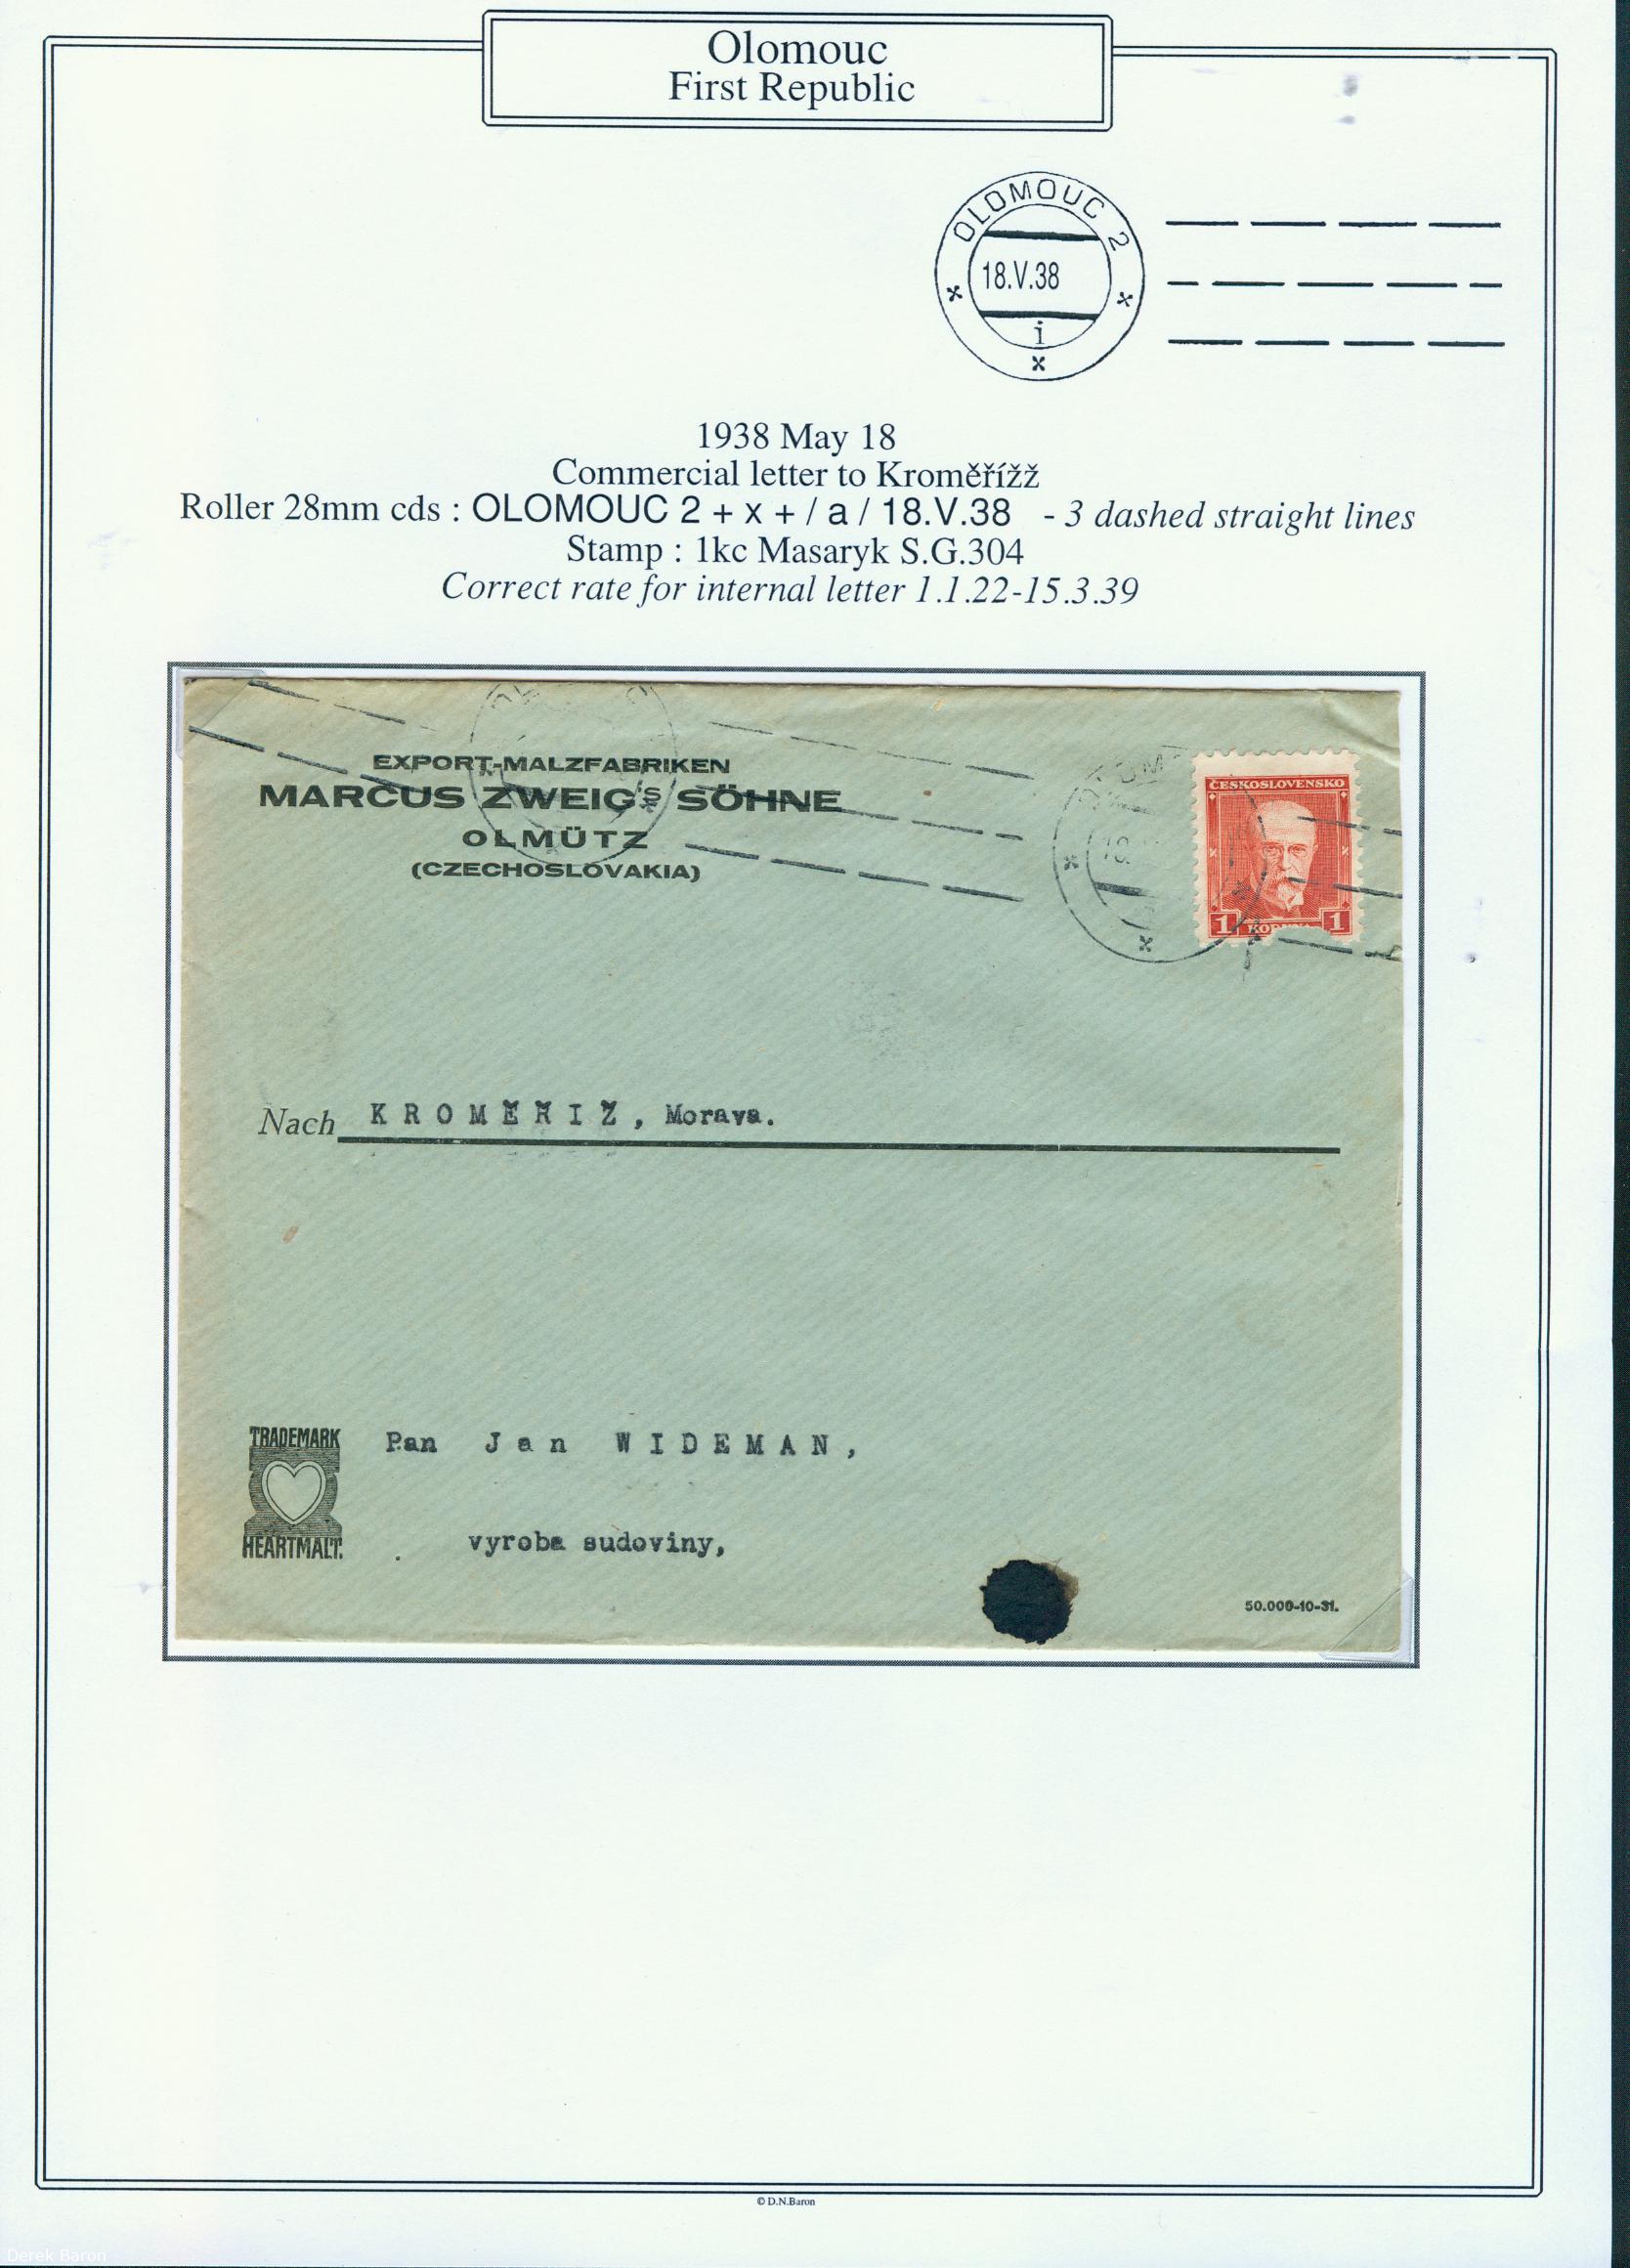 Olomouc
First Republic
OLOMOUC 2
18.V.38
i
1938 May 18
Commercial letter to Kroměřížž
Roller 28mm cds : OLOMOUC 2 + x + / a / 18.V.38 - 3 dashed straight lines
Stamp : 1kc Masaryk S.G.304
Correct rate for internal letter 1.1.22-15.3.39
EXPORT-MALZFABRIKEN
MARCUS ZWEIG'S SÖHNE
OLMÜTZ
(CZECHOSLOVAKIA)
ČESKOSLOVENSKO
1 1
Nach KROMĚŘIŽ, Morava.
TRADEMARK
HEARTMALT.
Pan Jan WIDEMAN,
vyroba sudoviny,
50.000-10-31.
© D.N.Baron
Derek Baron